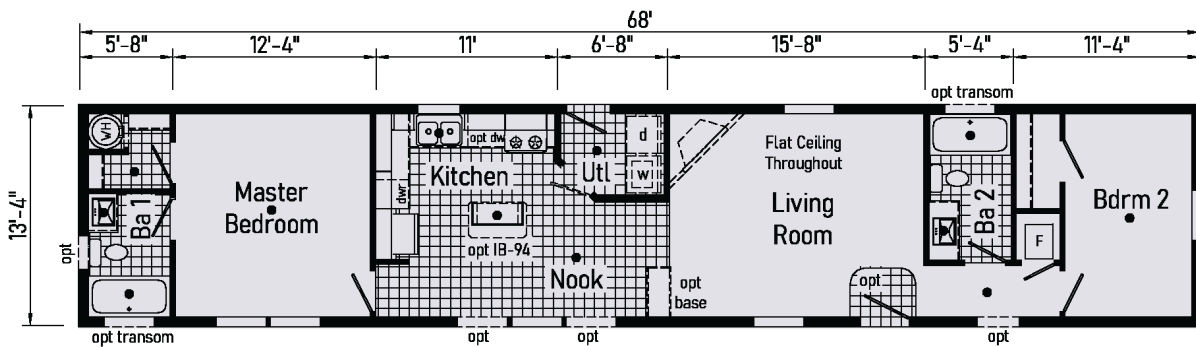 68'
5'-8"
12'-4"
11'
6'-8"
15'-8"
5'-4"
11'-4"
opt transom
13'-4"
WH
opt dw
d
Flat Ceiling
Throughout
Kitchen
Utl
W
dwr
Master
Bedroom
Ba 1
Living
Room
Ba 2
Bdrm 2
opt IB-94
F
opt
Nook
opt
base
opt
opt transom
opt
opt
opt